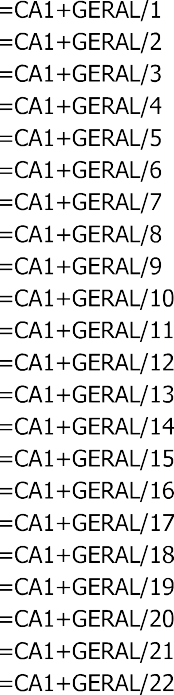 =CA1+GERAL/1
=CA1+GERAL/2
=CA1+GERAL/3
=CA1+GERAL/4
=CA1+GERAL/5
=CA1+GERAL/6
=CA1+GERAL/7
=CA1+GERAL/8
=CA1+GERAL/9
=CA1+GERAL/10
=CA1+GERAL/11
=CA1+GERAL/12
=CA1+GERAL/13
=CA1+GERAL/14
=CA1+GERAL/15
=CA1+GERAL/16
=CA1+GERAL/17
=CA1+GERAL/18
=CA1+GERAL/19
=CA1+GERAL/20
=CA1+GERAL/21
=CA1+GERAL/22